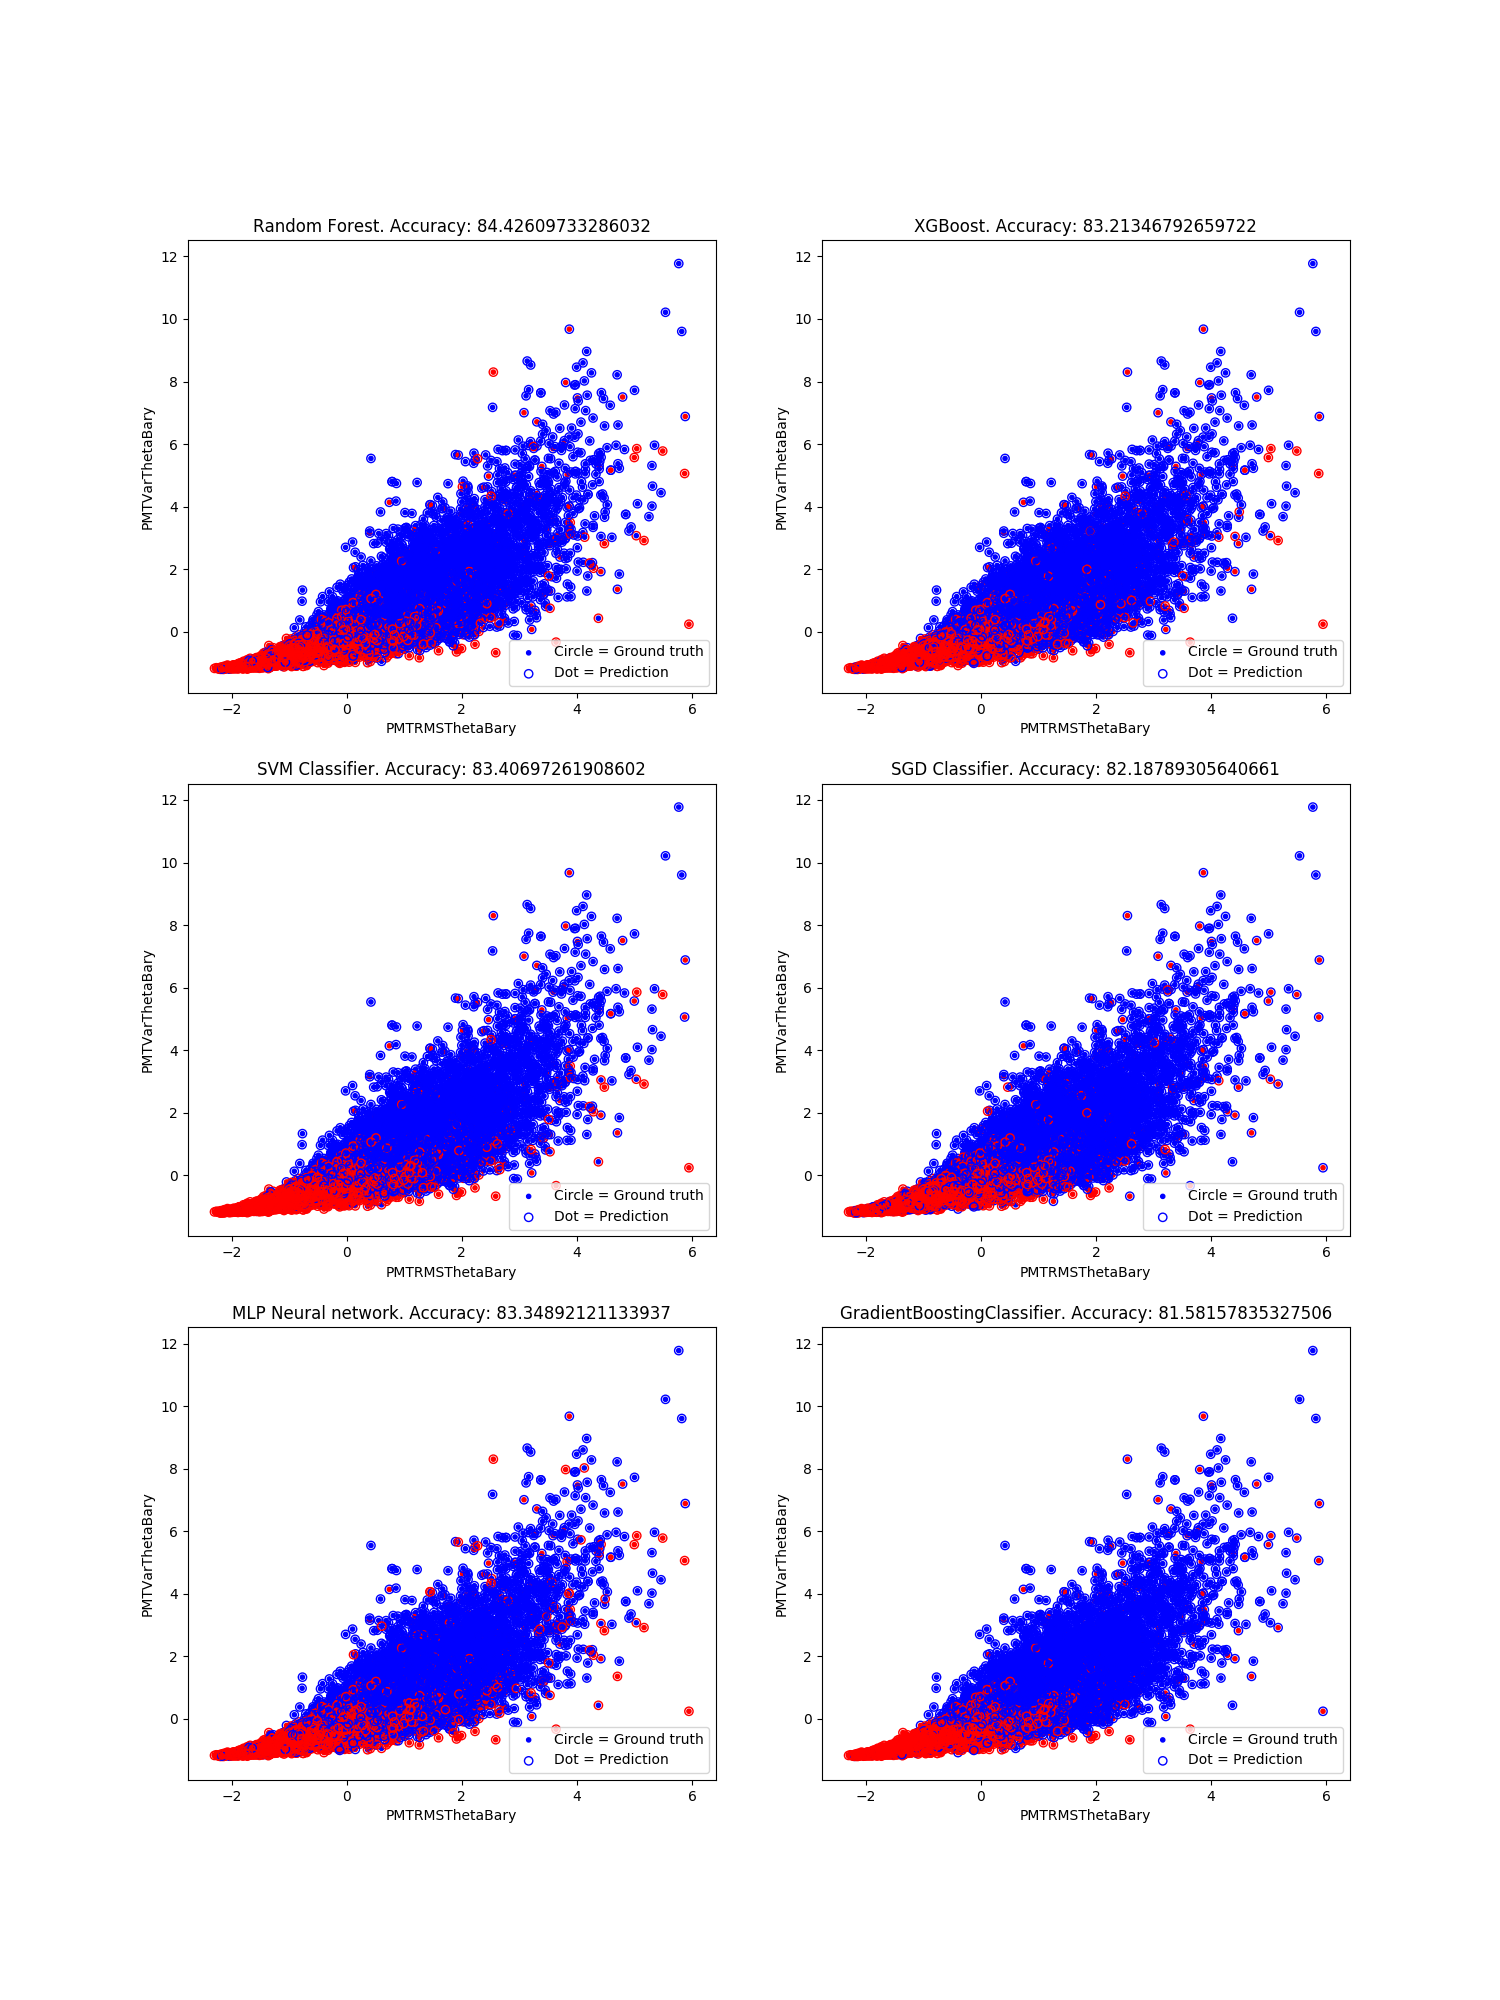 Random Forest. Accuracy: 84.42609733286032
12
10
8
6
4
2
0
PMTVarThetaBary
Circle = Ground truth
Dot = Prediction
−2 0 2 4 6
PMTRMSThetaBary
XGBoost. Accuracy: 83.21346792659722
12
10
8
6
4
2
0
PMTVarThetaBary
Circle = Ground truth
Dot = Prediction
−2 0 2 4 6
PMTRMSThetaBary
SVM Classifier. Accuracy: 83.40697261908602
12
10
8
6
4
2
0
PMTVarThetaBary
Circle = Ground truth
Dot = Prediction
−2 0 2 4 6
PMTRMSThetaBary
SGD Classifier. Accuracy: 82.18789305640661
12
10
8
6
4
2
0
PMTVarThetaBary
Circle = Ground truth
Dot = Prediction
−2 0 2 4 6
PMTRMSThetaBary
MLP Neural network. Accuracy: 83.34892121133937
12
10
8
6
4
2
0
PMTVarThetaBary
Circle = Ground truth
Dot = Prediction
−2 0 2 4 6
PMTRMSThetaBary
GradientBoostingClassifier. Accuracy: 81.58157835327506
12
10
8
6
4
2
0
PMTVarThetaBary
Circle = Ground truth
Dot = Prediction
−2 0 2 4 6
PMTRMSThetaBary